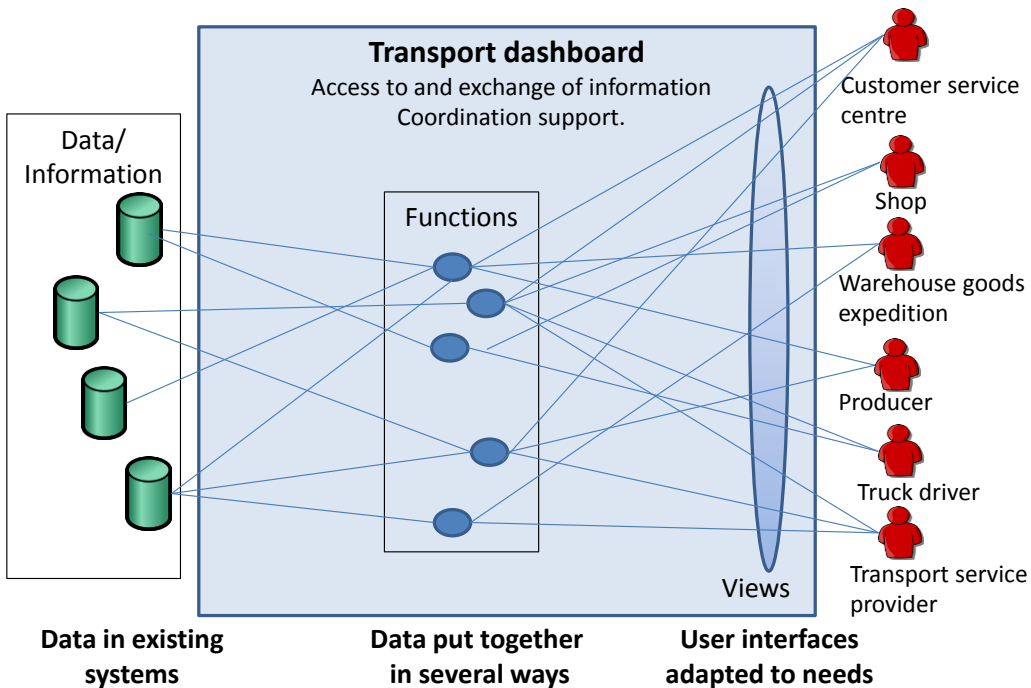 Transport dashboard
Access to and exchange of information
Coordination support.
Data/
Information
Functions
Views
Customer service
centre
Shop
Warehouse goods
expedition
Producer
Truck driver
Transport service
provider
Data in existing
systems
Data put together
in several ways
User interfaces
adapted to needs